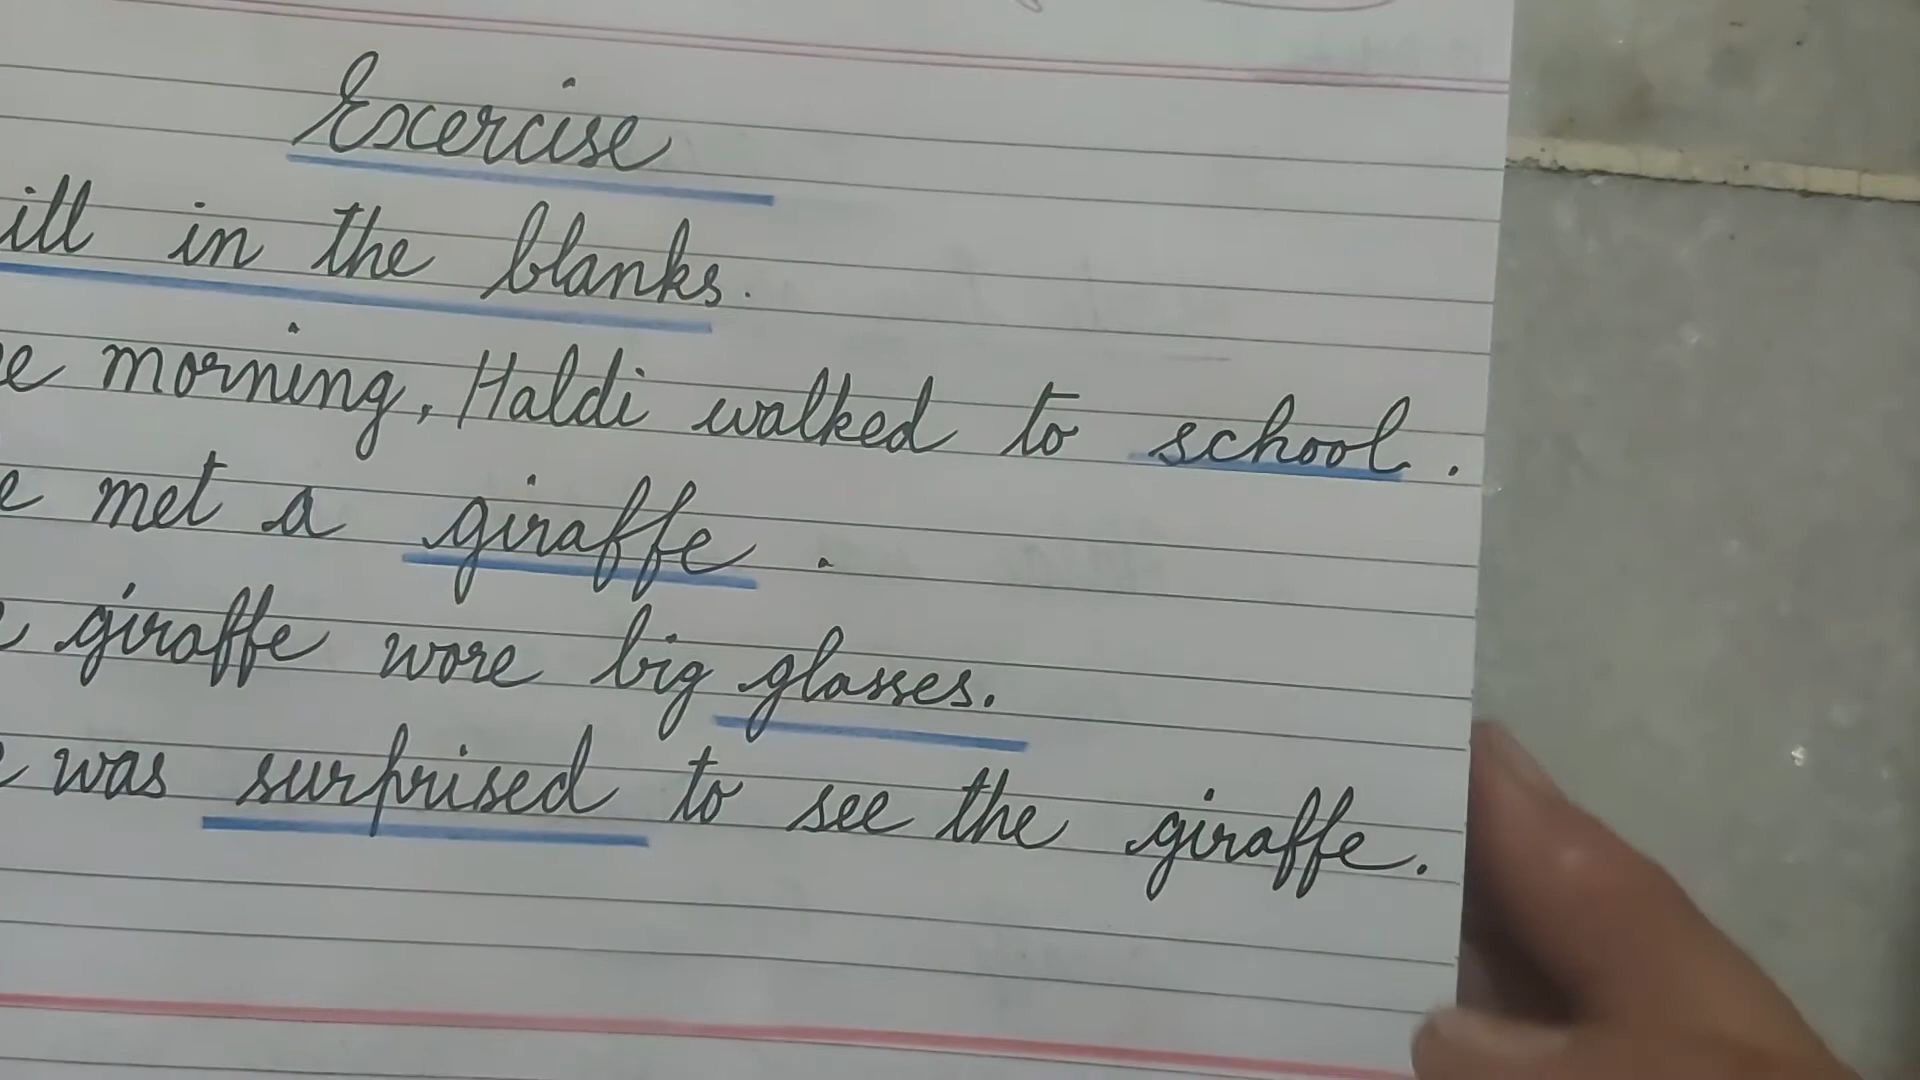 Excercise
ill in the blanks.
e morning, Haldi walked to school.
e met a giraffe.
giraffe wore big glasses.
was surprised to see the giraffe.